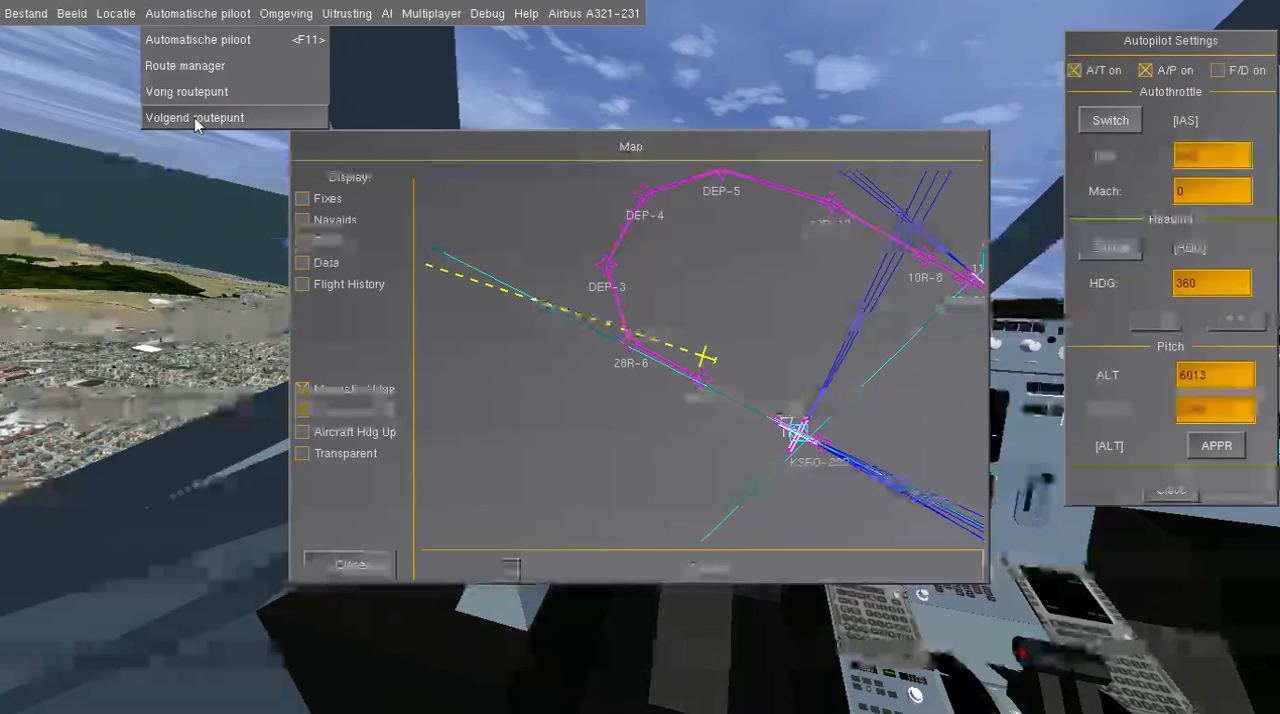 Bestand Beeld Locatie Automatische piloot Omgeving Uitrusting AI Multiplayer Debug Help Airbus A321-231
Automatische piloot <F11>
Route manager
Vorig routepunt
Volgend routepunt
Map
Display:
Fixes
Navaids
Data
Flight History
Aircraft Hdg Up
Transparent
DEP-5
DEP-4
DEP-3
28R-6
10R-8
11
Autopilot Settings
A/T on A/P on F/D on
Autothrottle
Switch [IAS]
Mach: 0
HDG: 360
Pitch
ALT 6013
[ALT] APPR